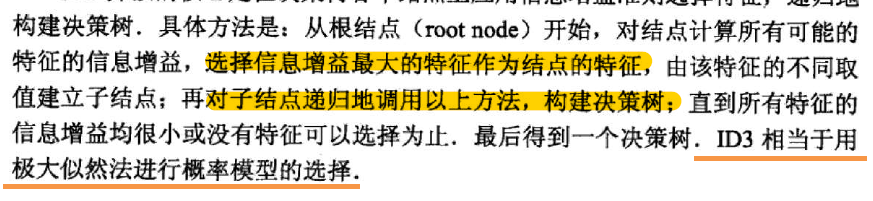 构建决策树．具体方法是：从根结点（root node）开始，对结点计算所有可能的
特征的信息增益，选择信息增益最大的特征作为结点的特征，由该特征的不同取
值建立子结点；再对子结点递归地调用以上方法，构建决策树；直到所有特征的
信息增益均很小或没有特征可以选择为止．最后得到一个决策树．ID3 相当于用
极大似然法进行概率模型的选择．